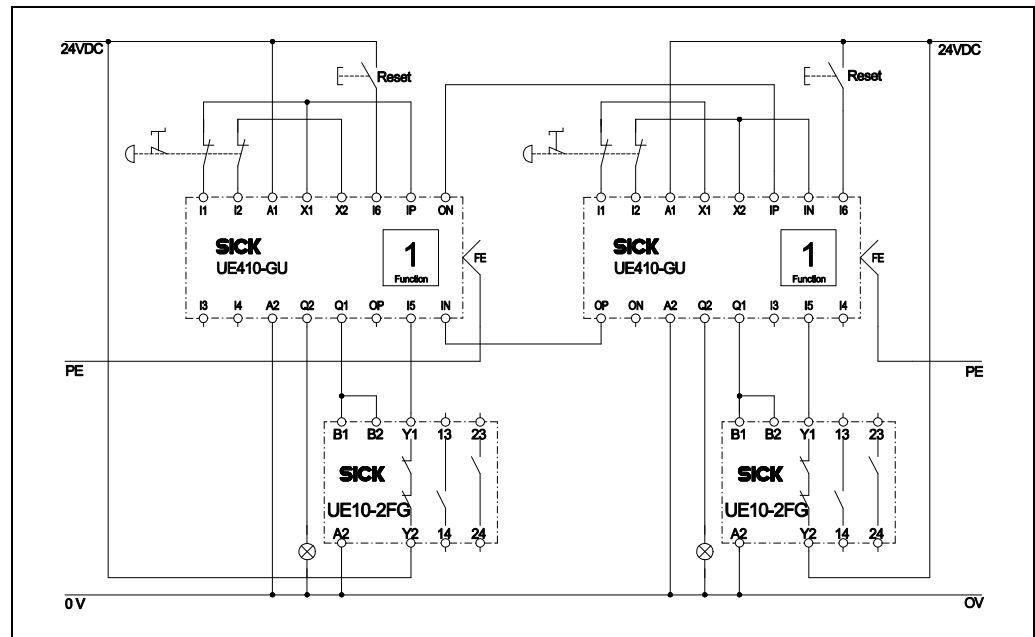 24VDC 24VDC
Reset Reset
I1 I2 A1 X1 X2 I6 IP ON I1 I2 A1 X1 X2 IP IN I6
SICK 1 FE SICK 1 FE
UE410-GU Function UE410-GU Function
I3 I4 A2 Q2 Q1 OP I5 IN OP ON A2 Q2 Q1 I3 I5 I4
PE PE
B1 B2 Y1 13 23 B1 B2 Y1 13 23
SICK SICK
UE10-2FG UE10-2FG
A2 Y2 14 24 A2 Y2 14 24
0 V OV